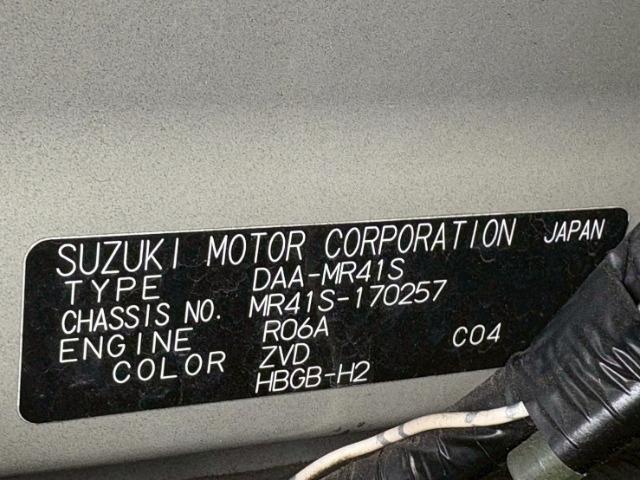 SUZUKI MOTOR CORPORATION JAPAN
TYPE DAA-MR41S
CHASSIS NO. MR41S-170257
ENGINE R06A C04
COLOR ZVD
HBGB-H2